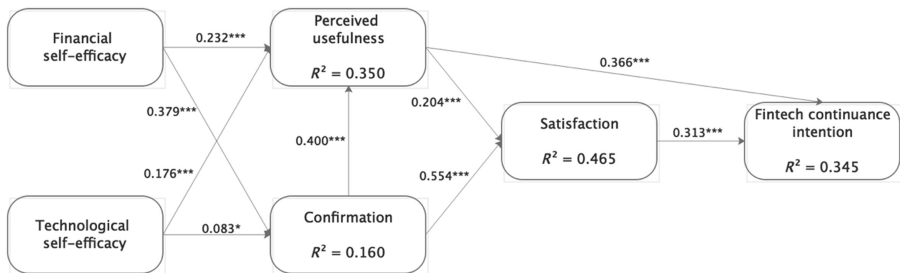 Financial
self-efficacy
0.232***
Perceived
usefulness
R² = 0.350
0.366***
0.379***
0.204***
0.400***
Satisfaction
R² = 0.465
0.313***
Fintech continuance
intention
R² = 0.345
0.176***
0.554***
Technological
self-efficacy
0.083*
Confirmation
R² = 0.160